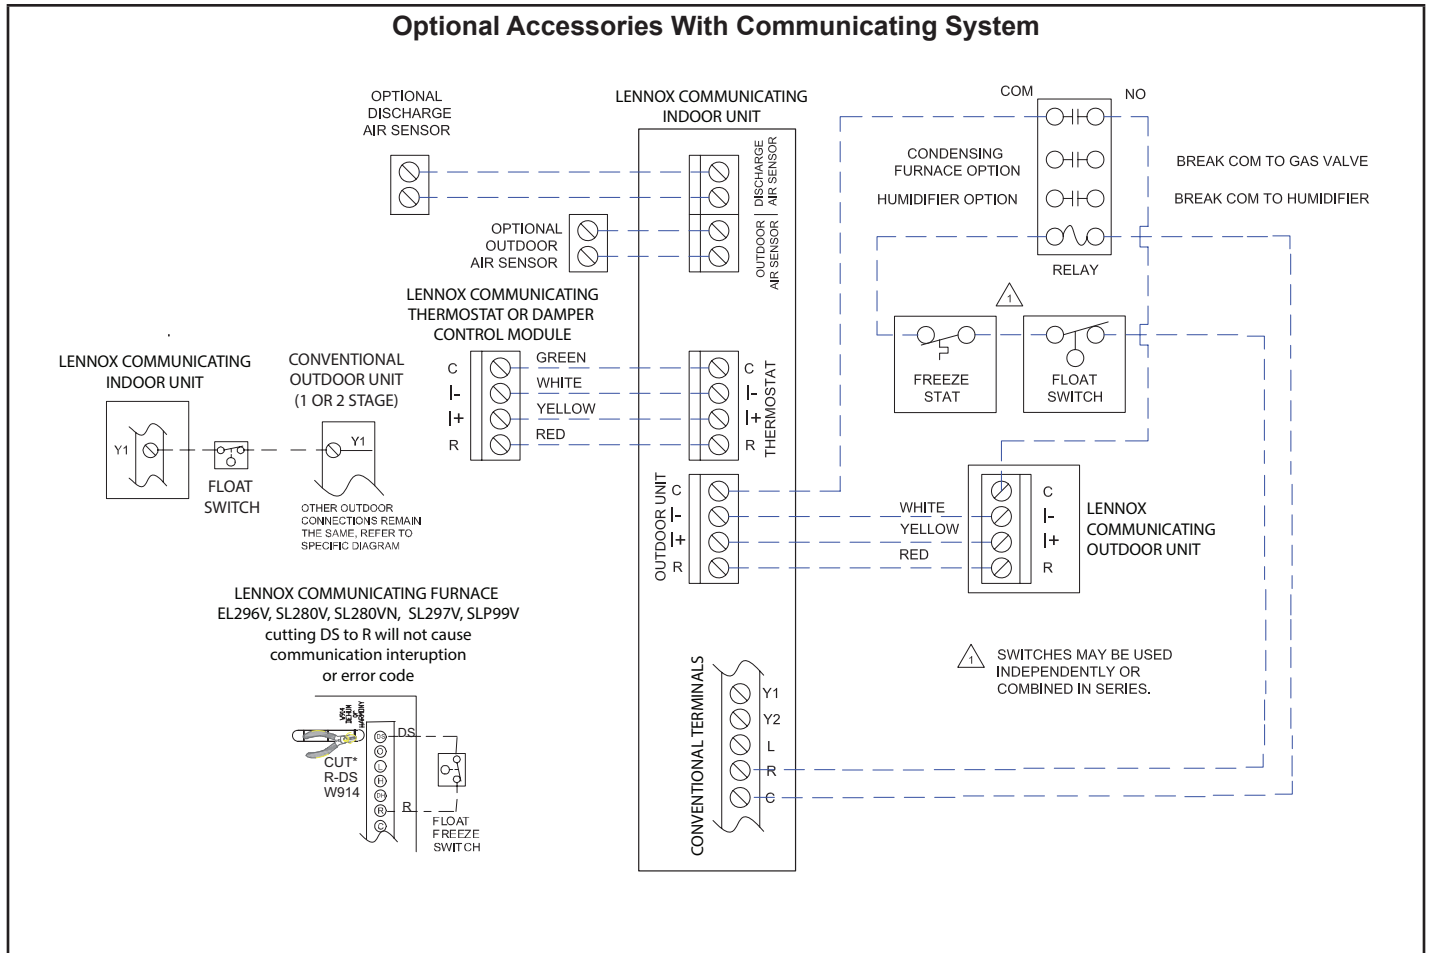 Optional Accessories With Communicating System
OPTIONAL
DISCHARGE
AIR SENSOR
LENNOX COMMUNICATING
INDOOR UNIT
DISCHARGE
AIR SENSOR
OPTIONAL
OUTDOOR
AIR SENSOR
OUTDOOR
AIR SENSOR
COM
NO
CONDENSING
FURNACE OPTION
BREAK COM TO GAS VALVE
HUMIDIFIER OPTION
BREAK COM TO HUMIDIFIER
RELAY
1
FREEZE
STAT
FLOAT
SWITCH
LENNOX COMMUNICATING
THERMOSTAT OR DAMPER
CONTROL MODULE
C
I-
I+
R
GREEN
WHITE
YELLOW
RED
C
I-
I+
R
THERMOSTAT
LENNOX COMMUNICATING
INDOOR UNIT
Y1
FLOAT
SWITCH
CONVENTIONAL
OUTDOOR UNIT
(1 OR 2 STAGE)
Y1
OTHER OUTDOOR
CONNECTIONS REMAIN
THE SAME, REFER TO
SPECIFIC DIAGRAM
OUTDOOR UNIT
C
I-
I+
R
WHITE
YELLOW
RED
C
I-
I+
R
LENNOX
COMMUNICATING
OUTDOOR UNIT
LENNOX COMMUNICATING FURNACE
EL296V, SL280V, SL280VN, SL297V, SLP99V
cutting DS to R will not cause
communication interuption
or error code
W914
DEHUM
OR
HARMONY
CUT*
R-DS
W914
DS
O
L
H
DH
R
C
DS
R
FLOAT
FREEZE
SWITCH
CONVENTIONAL TERMINALS
Y1
Y2
L
R
C
1
SWITCHES MAY BE USED
INDEPENDENTLY OR
COMBINED IN SERIES.